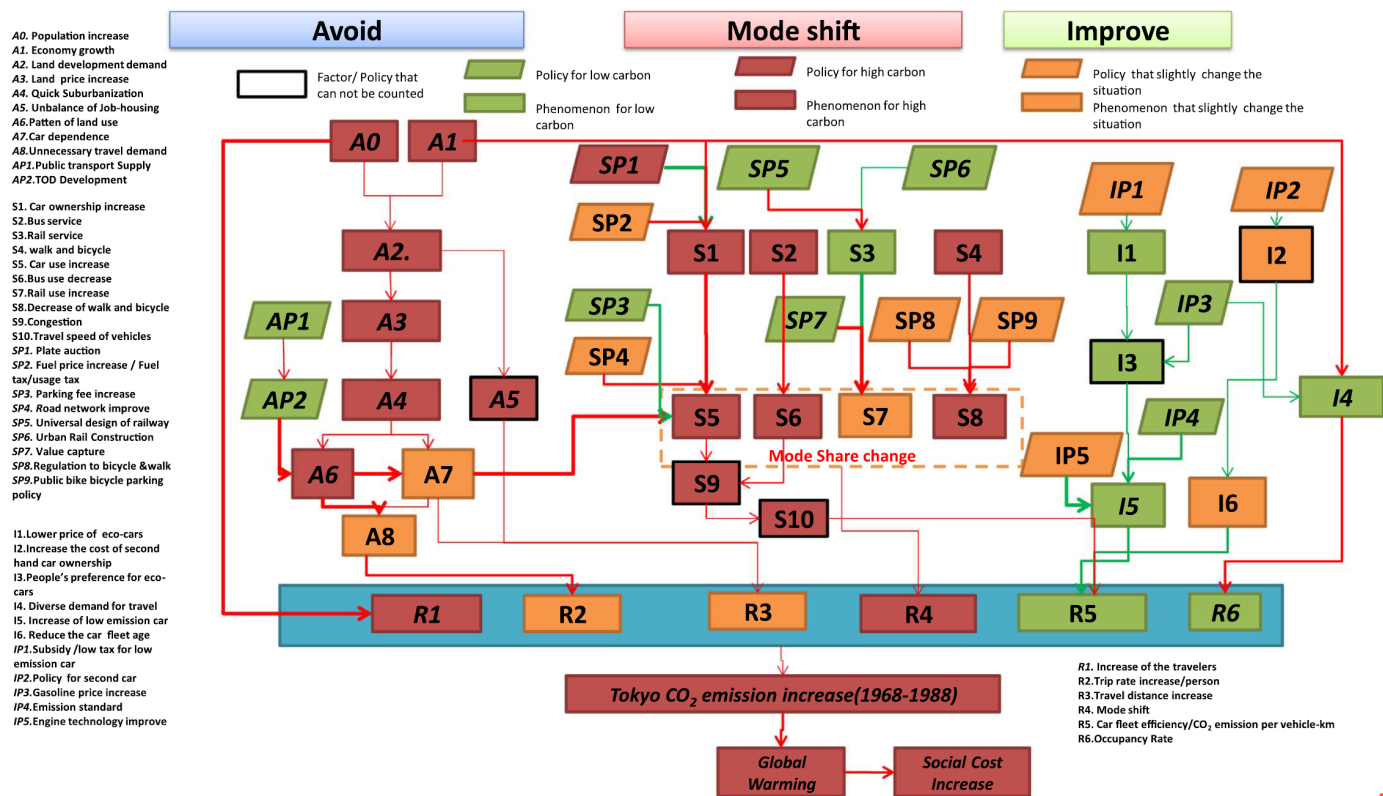 Avoid
Mode shift
Improve
Factor/ Policy that
can not be counted
Policy for low carbon
Phenomenon for low
carbon
Policy for high carbon
Phenomenon for high
carbon
Policy that slightly change the
situation
Phenomenon that slightly change the
situation
A0. Population increase
A1. Economy growth
A2. Land development demand
A3. Land price increase
A4. Quick Suburbanization
A5. Unbalance of Job-housing
A6.Patten of land use
A7.Car dependence
A8.Unnecessary travel demand
AP1.Public transport Supply
AP2.TOD Development
S1. Car ownership increase
S2.Bus service
S3.Rail service
S4. walk and bicycle
S5. Car use increase
S6.Bus use decrease
S7.Rail use increase
S8.Decrease of walk and bicycle
S9.Congestion
S10.Travel speed of vehicles
SP1. Plate auction
SP2. Fuel price increase / Fuel
tax/usage tax
SP3. Parking fee increase
SP4. Road network improve
SP5. Universal design of railway
SP6. Urban Rail Construction
SP7. Value capture
SP8.Regulation to bicycle &walk
SP9.Public bike bicycle parking
policy
I1.Lower price of eco-cars
I2.Increase the cost of second
hand car ownership
I3.People's preference for eco-
cars
I4. Diverse demand for travel
I5. Increase of low emission car
I6. Reduce the car fleet age
IP1.Subsidy /low tax for low
emission car
IP2.Policy for second car
IP3.Gasoline price increase
IP4.Emission standard
IP5.Engine technology improve
A0
A1
SP1
SP5
SP6
IP1
IP2
SP2
A2.
S1
S2
S3
S4
I1
I2
AP1
A3
SP3
SP7
SP8
SP9
IP3
SP4
I3
AP2
A4
A5
S5
S6
S7
S8
I4
IP4
Mode Share change
A6
A7
S9
IP5
S10
I5
I6
A8
R1
R2
R3
R4
R5
R6
Tokyo CO2 emission increase(1968-1988)
Global
Warming
Social Cost
Increase
R1. Increase of the travelers
R2.Trip rate increase/person
R3.Travel distance increase
R4. Mode shift
R5. Car fleet efficiency/CO2 emission per vehicle-km
R6.Occupancy Rate